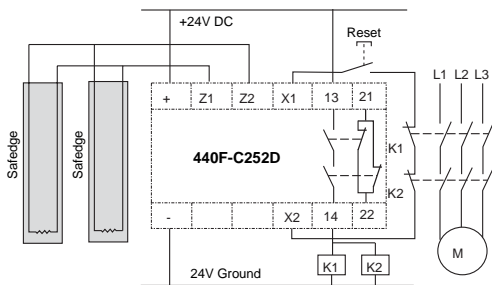 +24V DC
Reset
L1 L2 L3
Safedge
Safedge
+ Z1 Z2 X1 13 21
440F-C252D
K1
K2
- X2 14 22
K1 K2
M
24V Ground